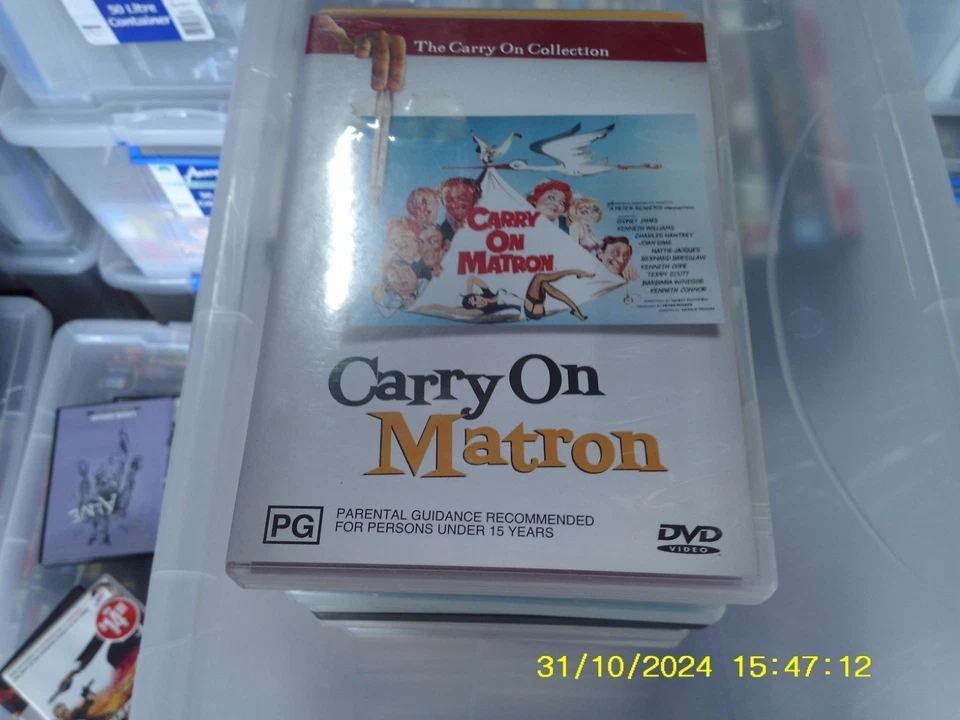 50 Litre
Container
The Carry On Collection
CARRY
ON
MATRON
SIDNEY JAMES
KENNETH WILLIAMS
CHARLES HAWTREY
JOAN SIMS
HATTIE JACQUES
BERNARD BRESSLAW
KENNETH COPE
TERRY SCOTT
BARBARA WINDSOR
KENNETH CONNOR
Carry On
Matron
PG
PARENTAL GUIDANCE RECOMMENDED
FOR PERSONS UNDER 15 YEARS
DVD
VIDEO
ALIVE
31/10/2024 15:47:12